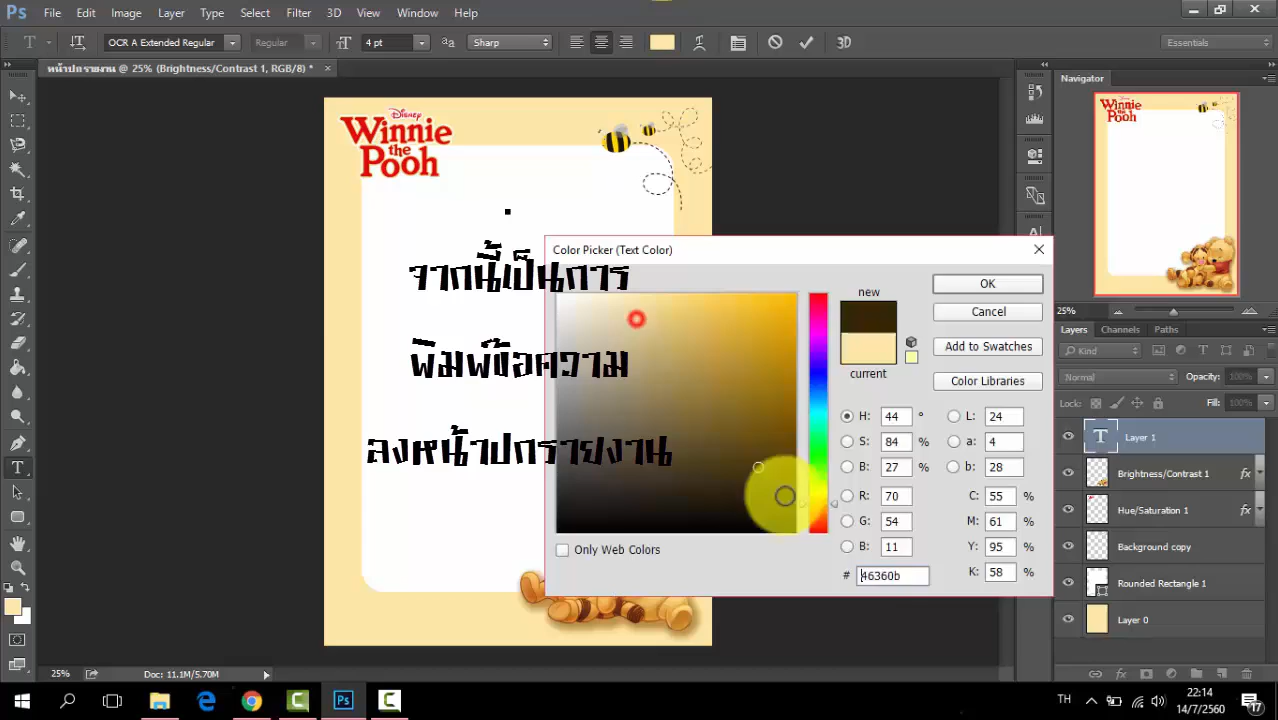 Ps File Edit Image Layer Type Select Filter 3D View Window Help
OCR A Extended Regular Regular 4 pt aa Sharp 3D Essentials
หน้าปกรายงาน @ 25% (Brightness/Contrast 1, RGB/8) *
Navigator
Disney
Winnie
the
Pooh
Winnie
the
Pooh
.
จากนี้เป็นการ
พิมพ์ข้อความ
ลงหน้าปกรายงาน
Color Picker (Text Color)
new
current
OK
Cancel
Add to Swatches
Color Libraries
H: 44 ° L: 24
S: 84 % a: 4
B: 27 % b: 28
R: 70 C: 55 %
G: 54 M: 61 %
B: 11 Y: 95 %
# 46360b K: 58 %
Only Web Colors
25%
Layers Channels Paths
Kind
Normal Opacity: 100%
Lock: Fill: 100%
T Layer 1
Brightness/Contrast 1 fx
Hue/Saturation 1 fx
Background copy
Rounded Rectangle 1
Layer 0
25% Doc: 11.1M/5.70M
TH 22:14
14/7/2560
17